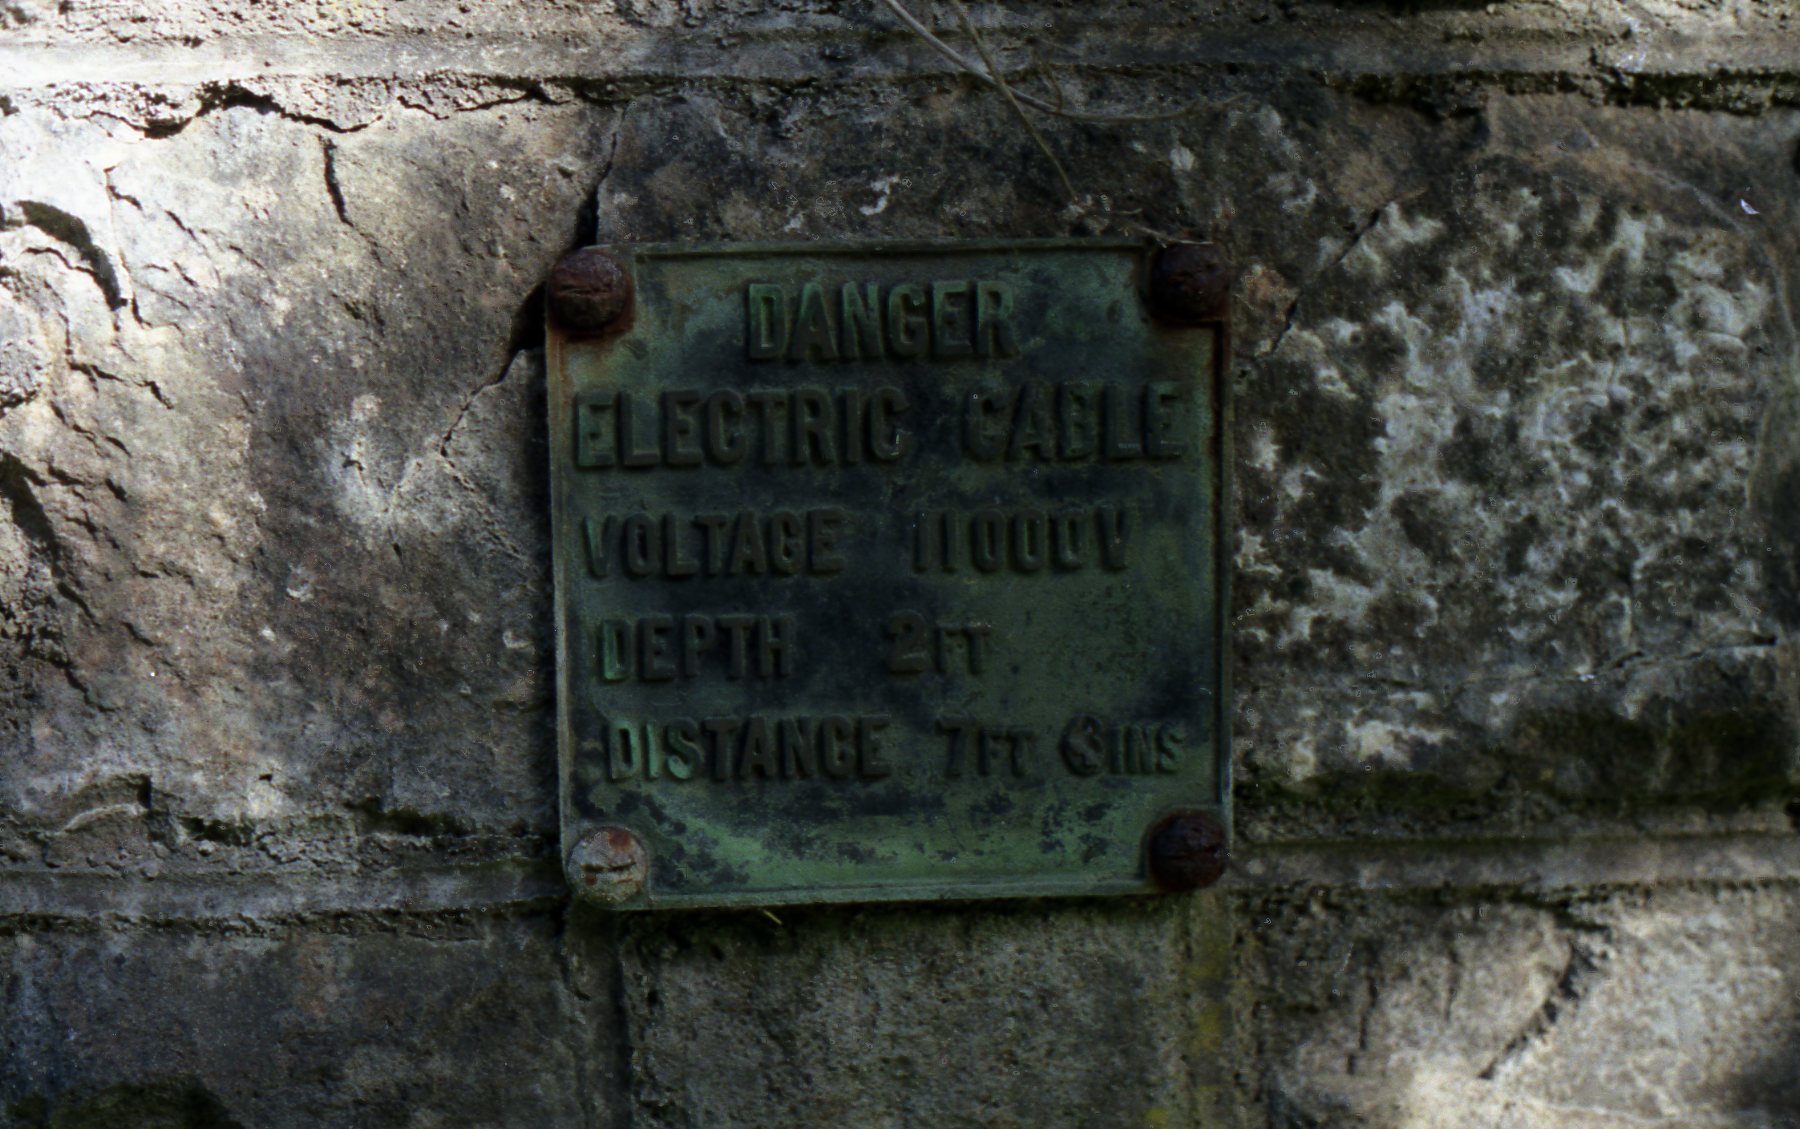 DANGER
ELECTRIC CABLE
VOLTAGE 11000V
DEPTH 2FT
DISTANCE 7FT 6INS